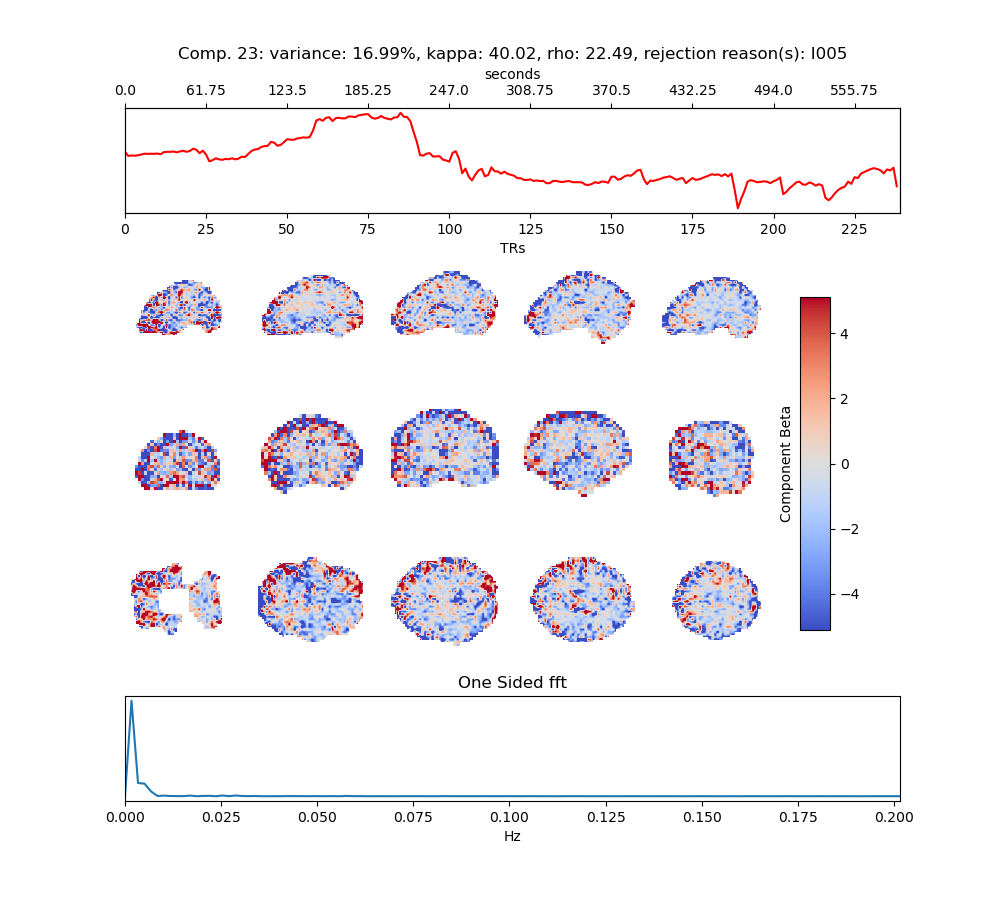 Comp. 23: variance: 16.99%, kappa: 40.02, rho: 22.49, rejection reason(s): I005
seconds
0.0 61.75 123.5 185.25 247.0 308.75 370.5 432.25 494.0 555.75
0 25 50 75 100 125 150 175 200 225
TRs
4
2
0
−2
−4
Component Beta
One Sided fft
0.000 0.025 0.050 0.075 0.100 0.125 0.150 0.175 0.200
Hz